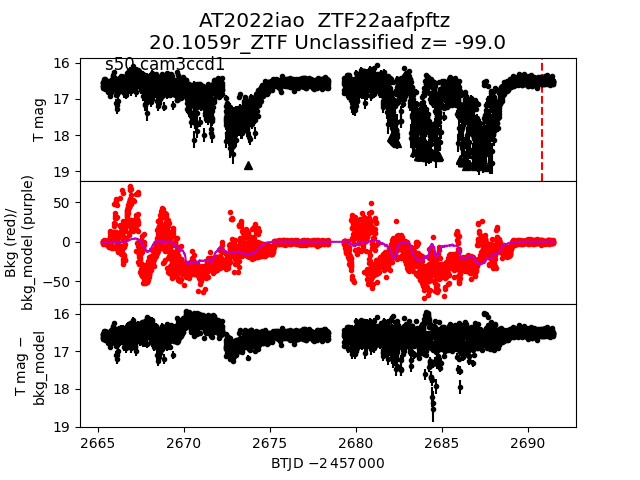 AT2022iao  ZTF22aafpftz
20.1059r_ZTF Unclassified z= -99.0
s50 cam3ccd1
16
17
18
19
T mag
50
0
−50
Bkg (red)/
bkg_model (purple)
16
17
18
19
T mag −
bkg_model
2665 2670 2675 2680 2685 2690
BTJD −2 457 000